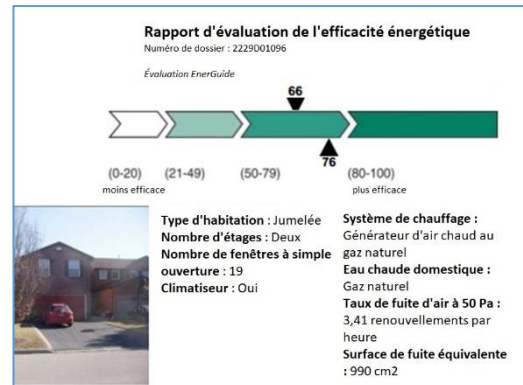 Rapport d'évaluation de l'efficacité énergétique
Numéro de dossier : 2229D01096
Évaluation EnerGuide
66
76
(0-20) (21-49) (50-79) (80-100)
moins efficace plus efficace
Type d'habitation : Jumelée
Nombre d'étages : Deux
Nombre de fenêtres à simple
ouverture : 19
Climatiseur : Oui
Système de chauffage :
Générateur d'air chaud au
gaz naturel
Eau chaude domestique :
Gaz naturel
Taux de fuite d'air à 50 Pa :
3,41 renouvellements par
heure
Surface de fuite équivalente
: 990 cm2